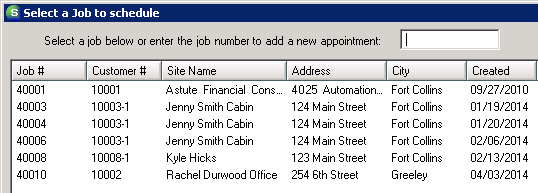 S Select a Job to schedule
Select a job below or enter the job number to add a new appointment:
Job # Customer # Site Name Address City Created
40001 10001 Astute Financial Cons... 4025 Automation... Fort Collins 09/27/2010
40003 10003-1 Jenny Smith Cabin 124 Main Street Fort Collins 01/19/2014
40004 10003-1 Jenny Smith Cabin 124 Main Street Fort Collins 01/20/2014
40006 10003-1 Jenny Smith Cabin 124 Main Street Fort Collins 02/06/2014
40008 10008-1 Kyle Hicks 123 Main Street Fort Collins 02/13/2014
40010 10002 Rachel Durwood Office 254 6th Street Greeley 04/03/2014